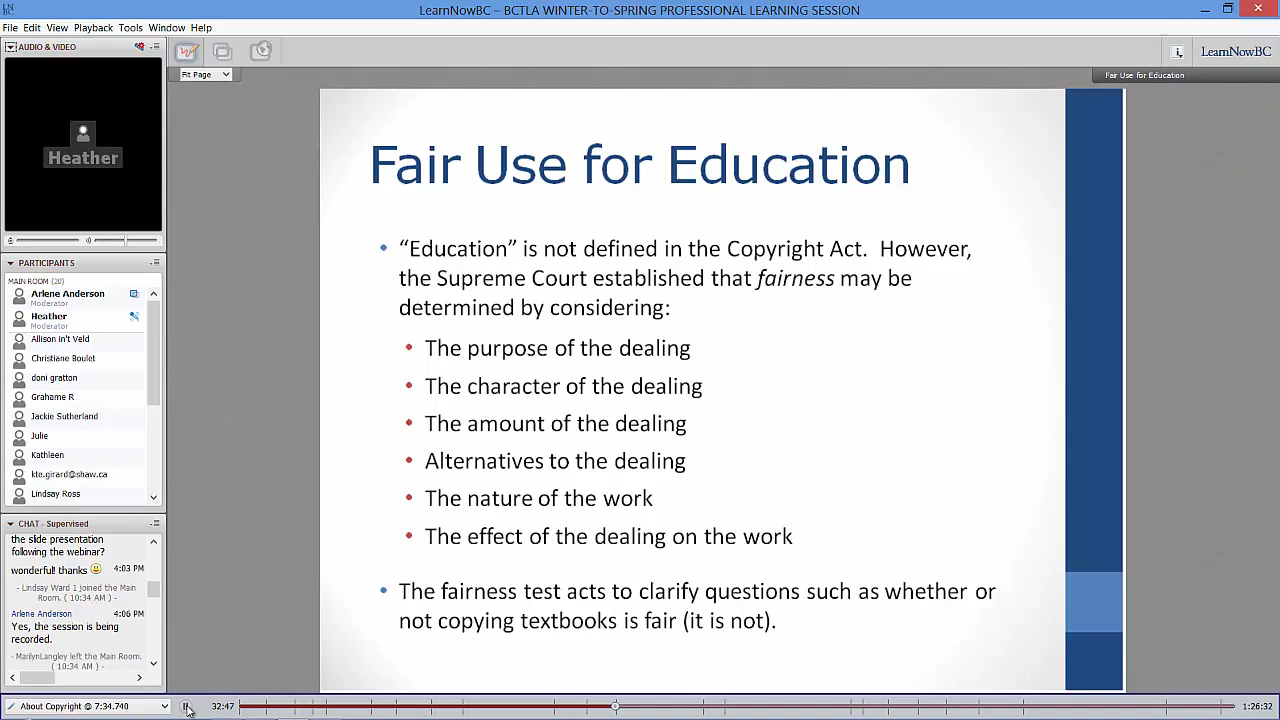 LearnNowBC – BCTLA WINTER-TO-SPRING PROFESSIONAL LEARNING SESSION
File Edit View Playback Tools Window Help
AUDIO & VIDEO
LearnNowBC
Fit Page
Fair Use for Education
Heather
PARTICIPANTS
MAIN ROOM (20)
Arlene Anderson
Moderator
Heather
Moderator
Allison in't Veld
Christiane Boulet
doni gratton
Grahame R
Jackie Sutherland
Julie
Kathleen
kte.girard@shaw.ca
Lindsay Ross
CHAT - Supervised
the slide presentation
following the webinar?
wonderful! thanks 4:03 PM
- Lindsay Ward 1 joined the Main
Room. ( 10:34 AM ) -
Arlene Anderson 4:06 PM
Yes, the session is being
recorded.
- MarilynLangley left the Main Room.
( 10:34 AM ) -
Fair Use for Education
• “Education” is not defined in the Copyright Act. However,
the Supreme Court established that fairness may be
determined by considering:
• The purpose of the dealing
• The character of the dealing
• The amount of the dealing
• Alternatives to the dealing
• The nature of the work
• The effect of the dealing on the work
• The fairness test acts to clarify questions such as whether or
not copying textbooks is fair (it is not).
About Copyright @ 7:34.740
32:47
1:26:32